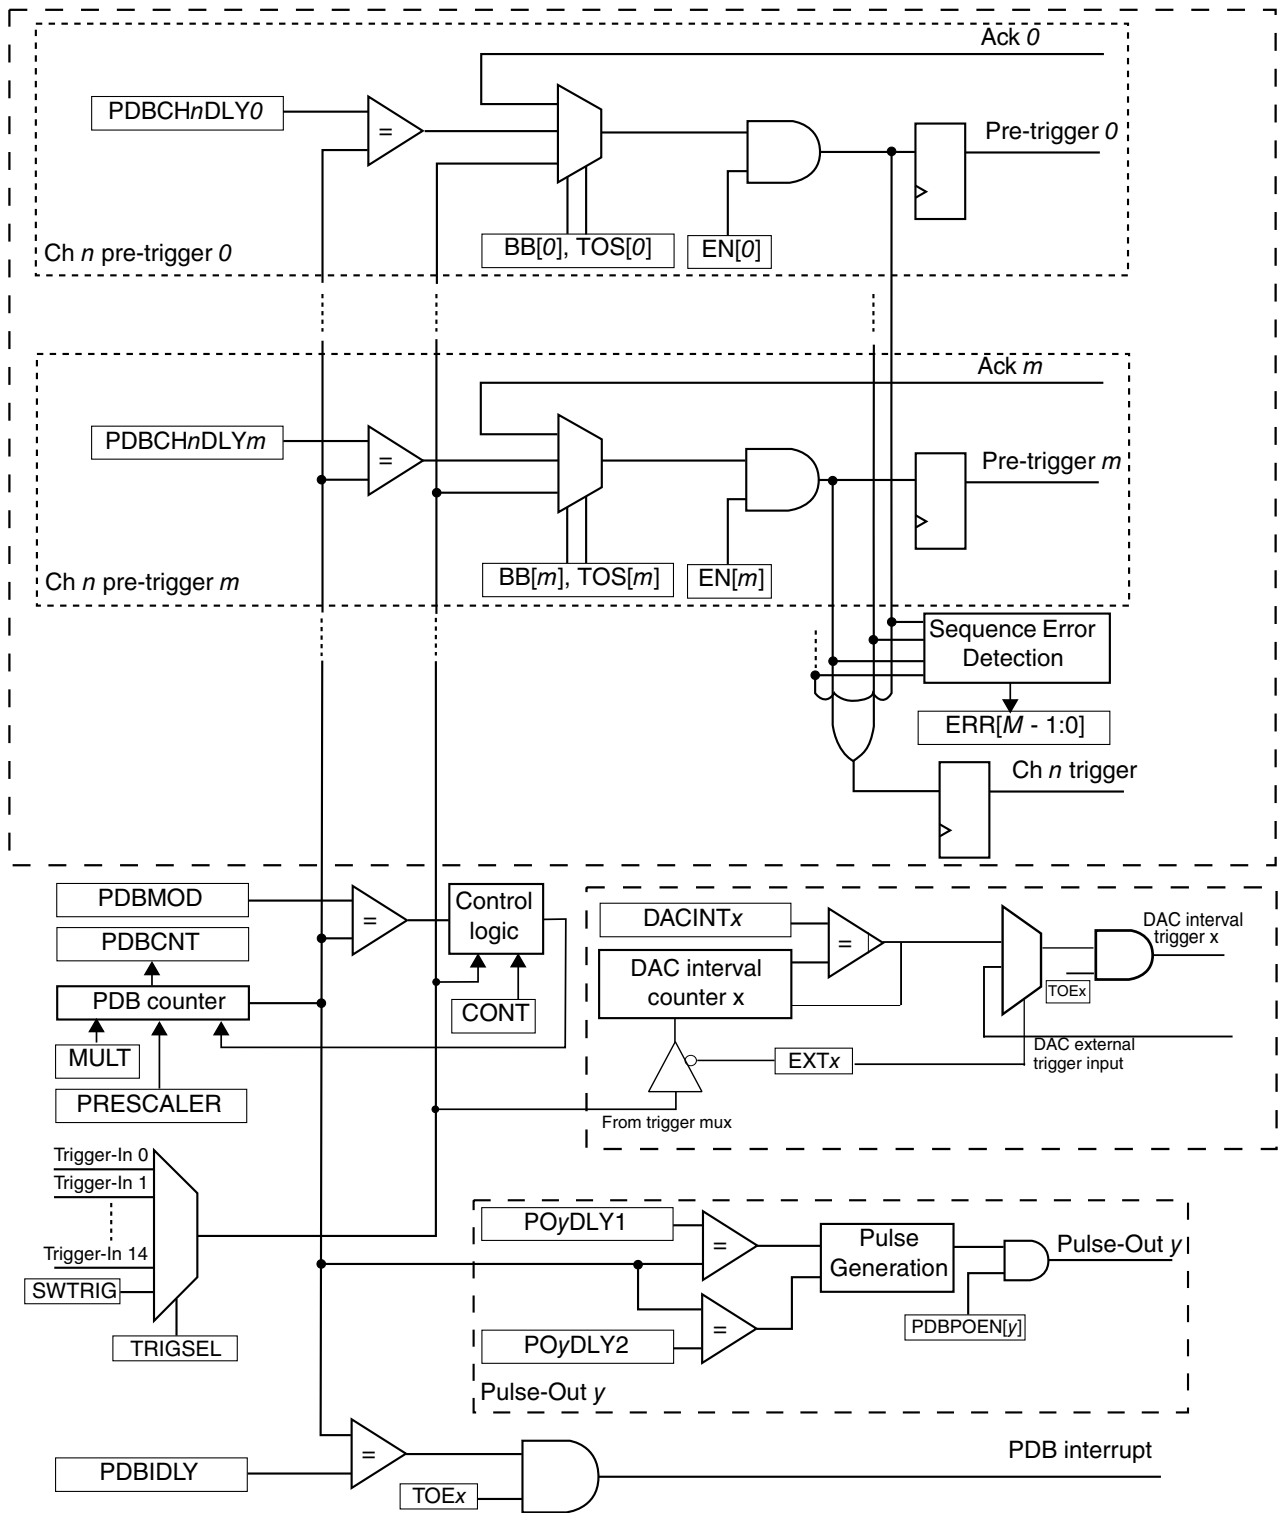 Ack 0
PDBCHnDLY0
=
Pre-trigger 0
BB[0], TOS[0]
EN[0]
Ch n pre-trigger 0
Ack m
PDBCHnDLYm
=
Pre-trigger m
BB[m], TOS[m]
EN[m]
Ch n pre-trigger m
Sequence Error
Detection
ERR[M - 1:0]
Ch n trigger
PDBMOD
=
Control
logic
PDBCNT
PDB counter
CONT
MULT
PRESCALER
DACINTx
=
DAC interval
counter x
DAC interval
trigger x
TOEx
DAC external
trigger input
EXTx
From trigger mux
Trigger-In 0
Trigger-In 1
Trigger-In 14
SWTRIG
TRIGSEL
POyDLY1
=
Pulse
Generation
Pulse-Out y
PDBPOEN[y]
=
POyDLY2
Pulse-Out y
=
PDBIDLY
TOEx
PDB interrupt